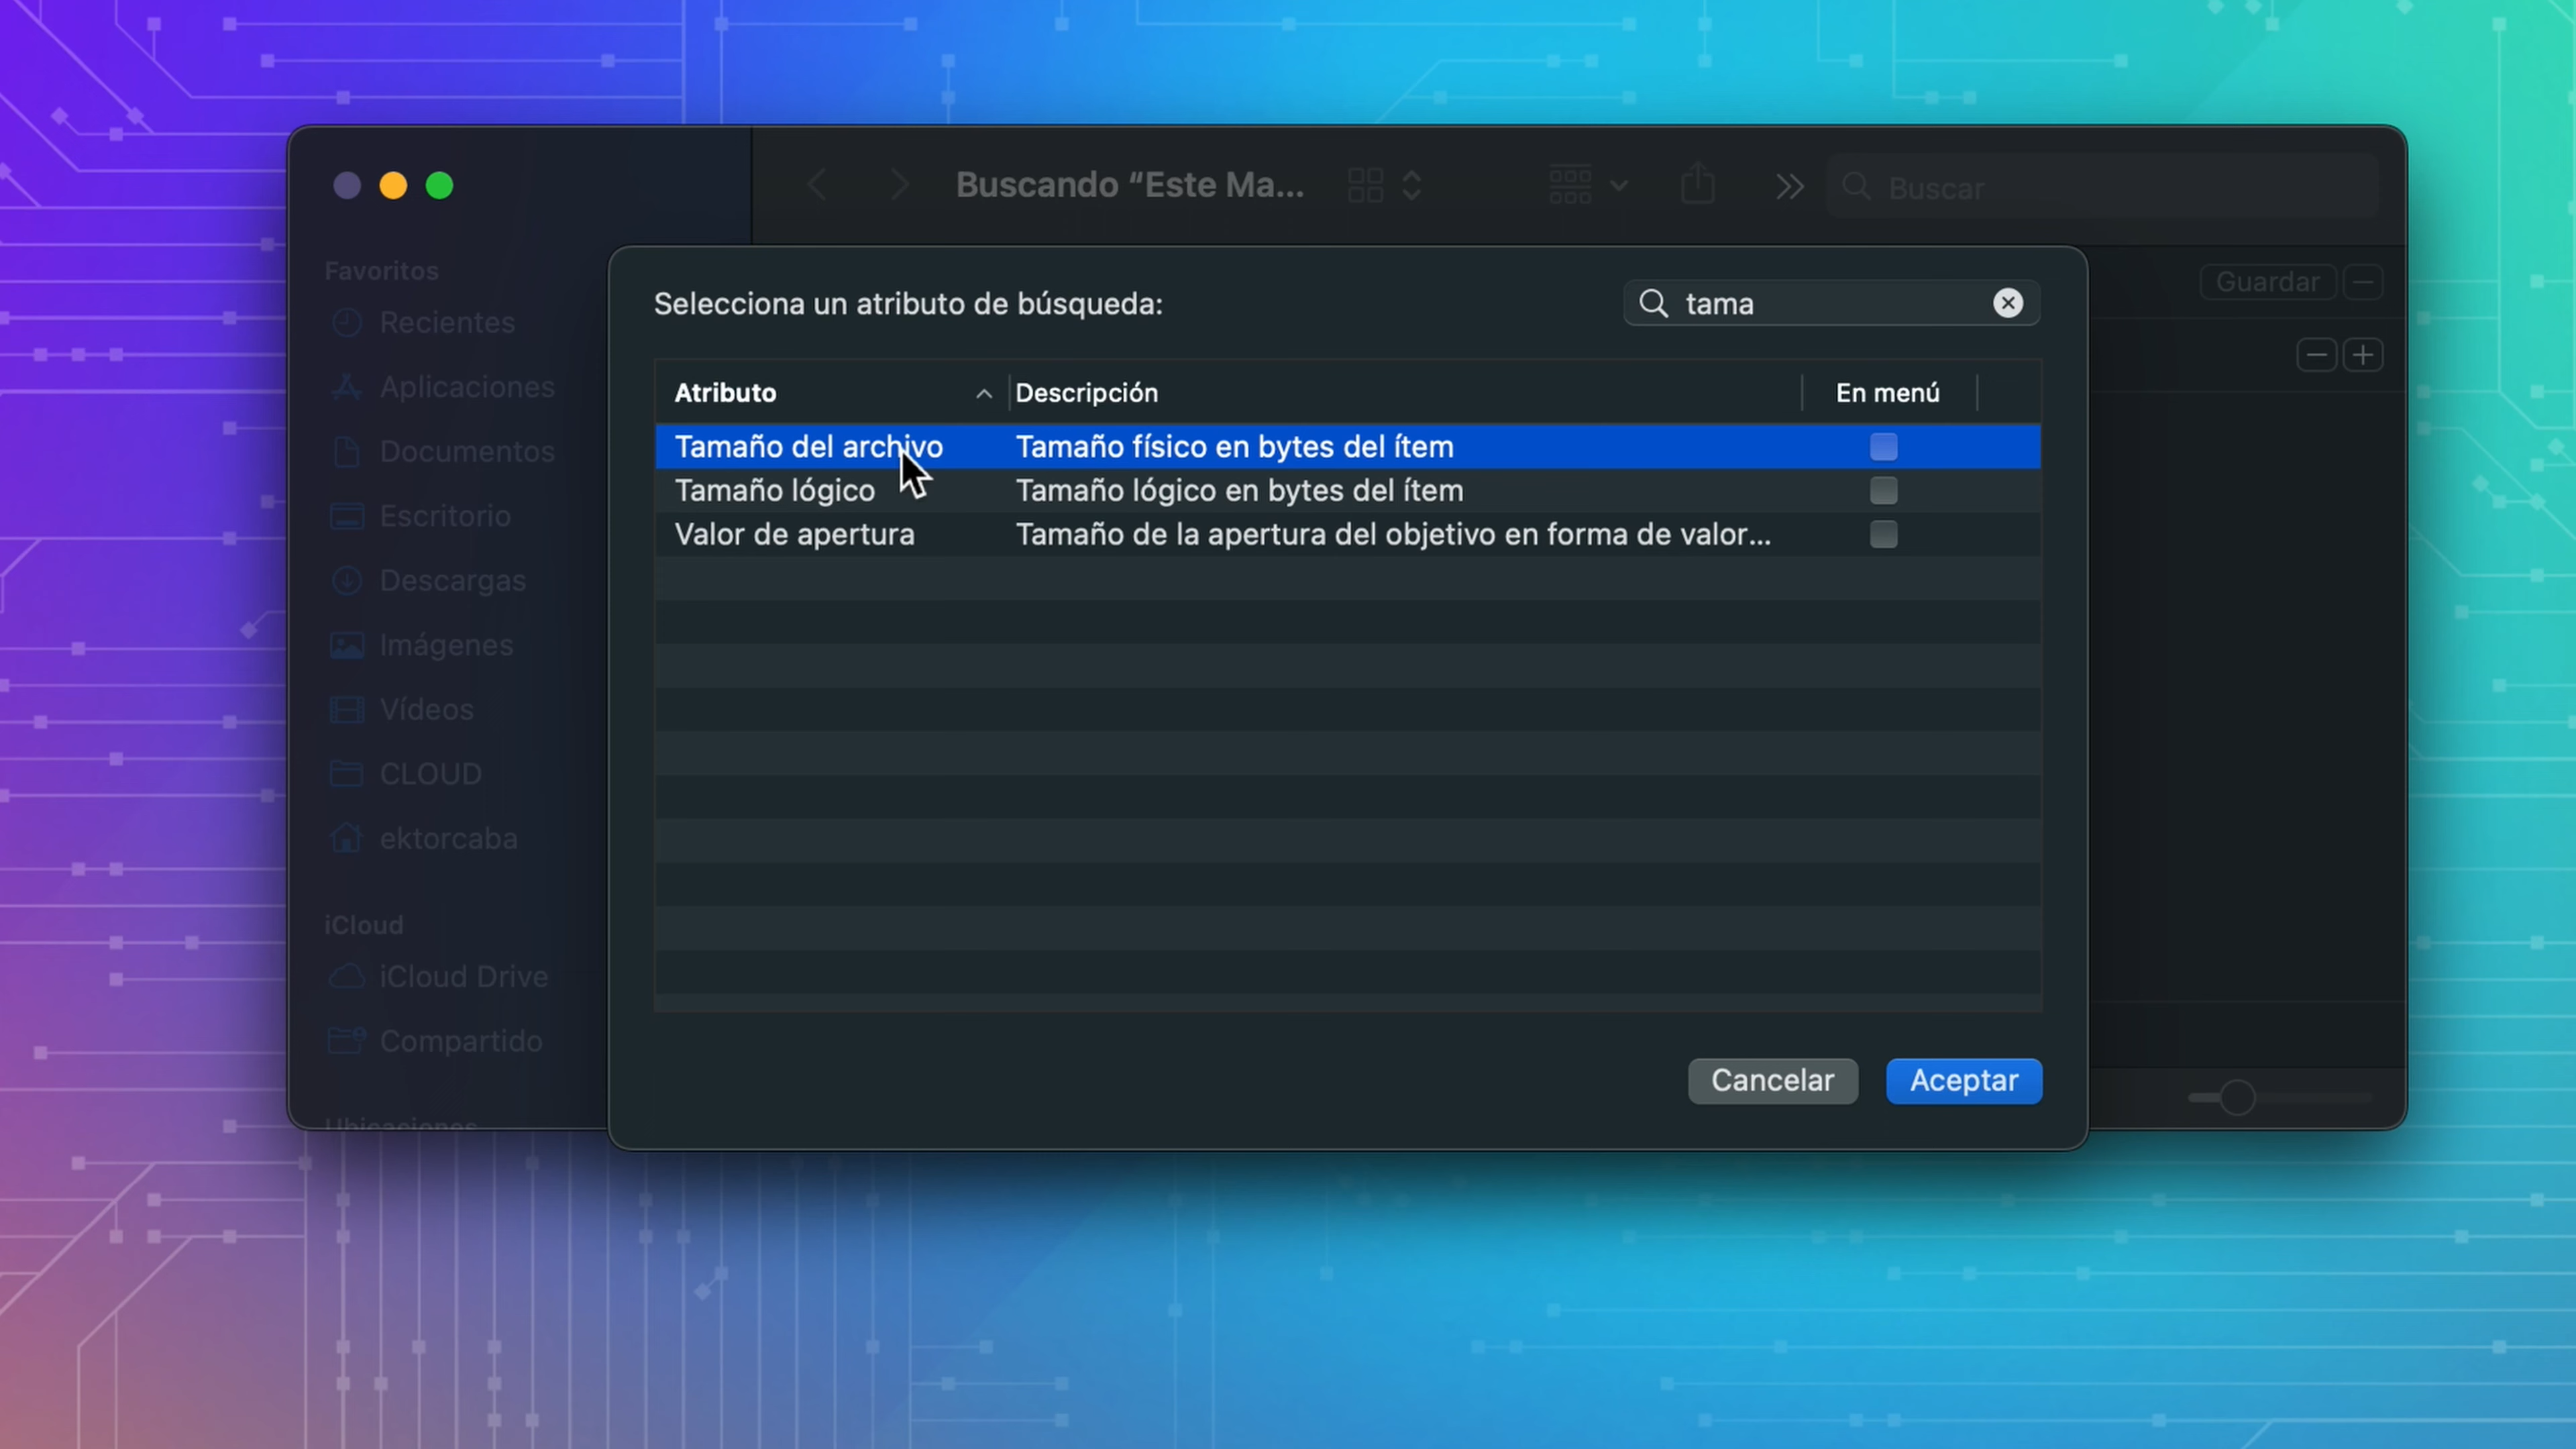 Buscando “Este Ma...
Buscar
Favoritos
Recientes
Aplicaciones
Documentos
Escritorio
Descargas
Imágenes
Vídeos
CLOUD
ektorcaba
iCloud
iCloud Drive
Compartido
Ubicaciones
Guardar
Selecciona un atributo de búsqueda:
tama
Atributo Descripción En menú
Tamaño del archivo Tamaño físico en bytes del ítem
Tamaño lógico Tamaño lógico en bytes del ítem
Valor de apertura Tamaño de la apertura del objetivo en forma de valor...
Cancelar Aceptar